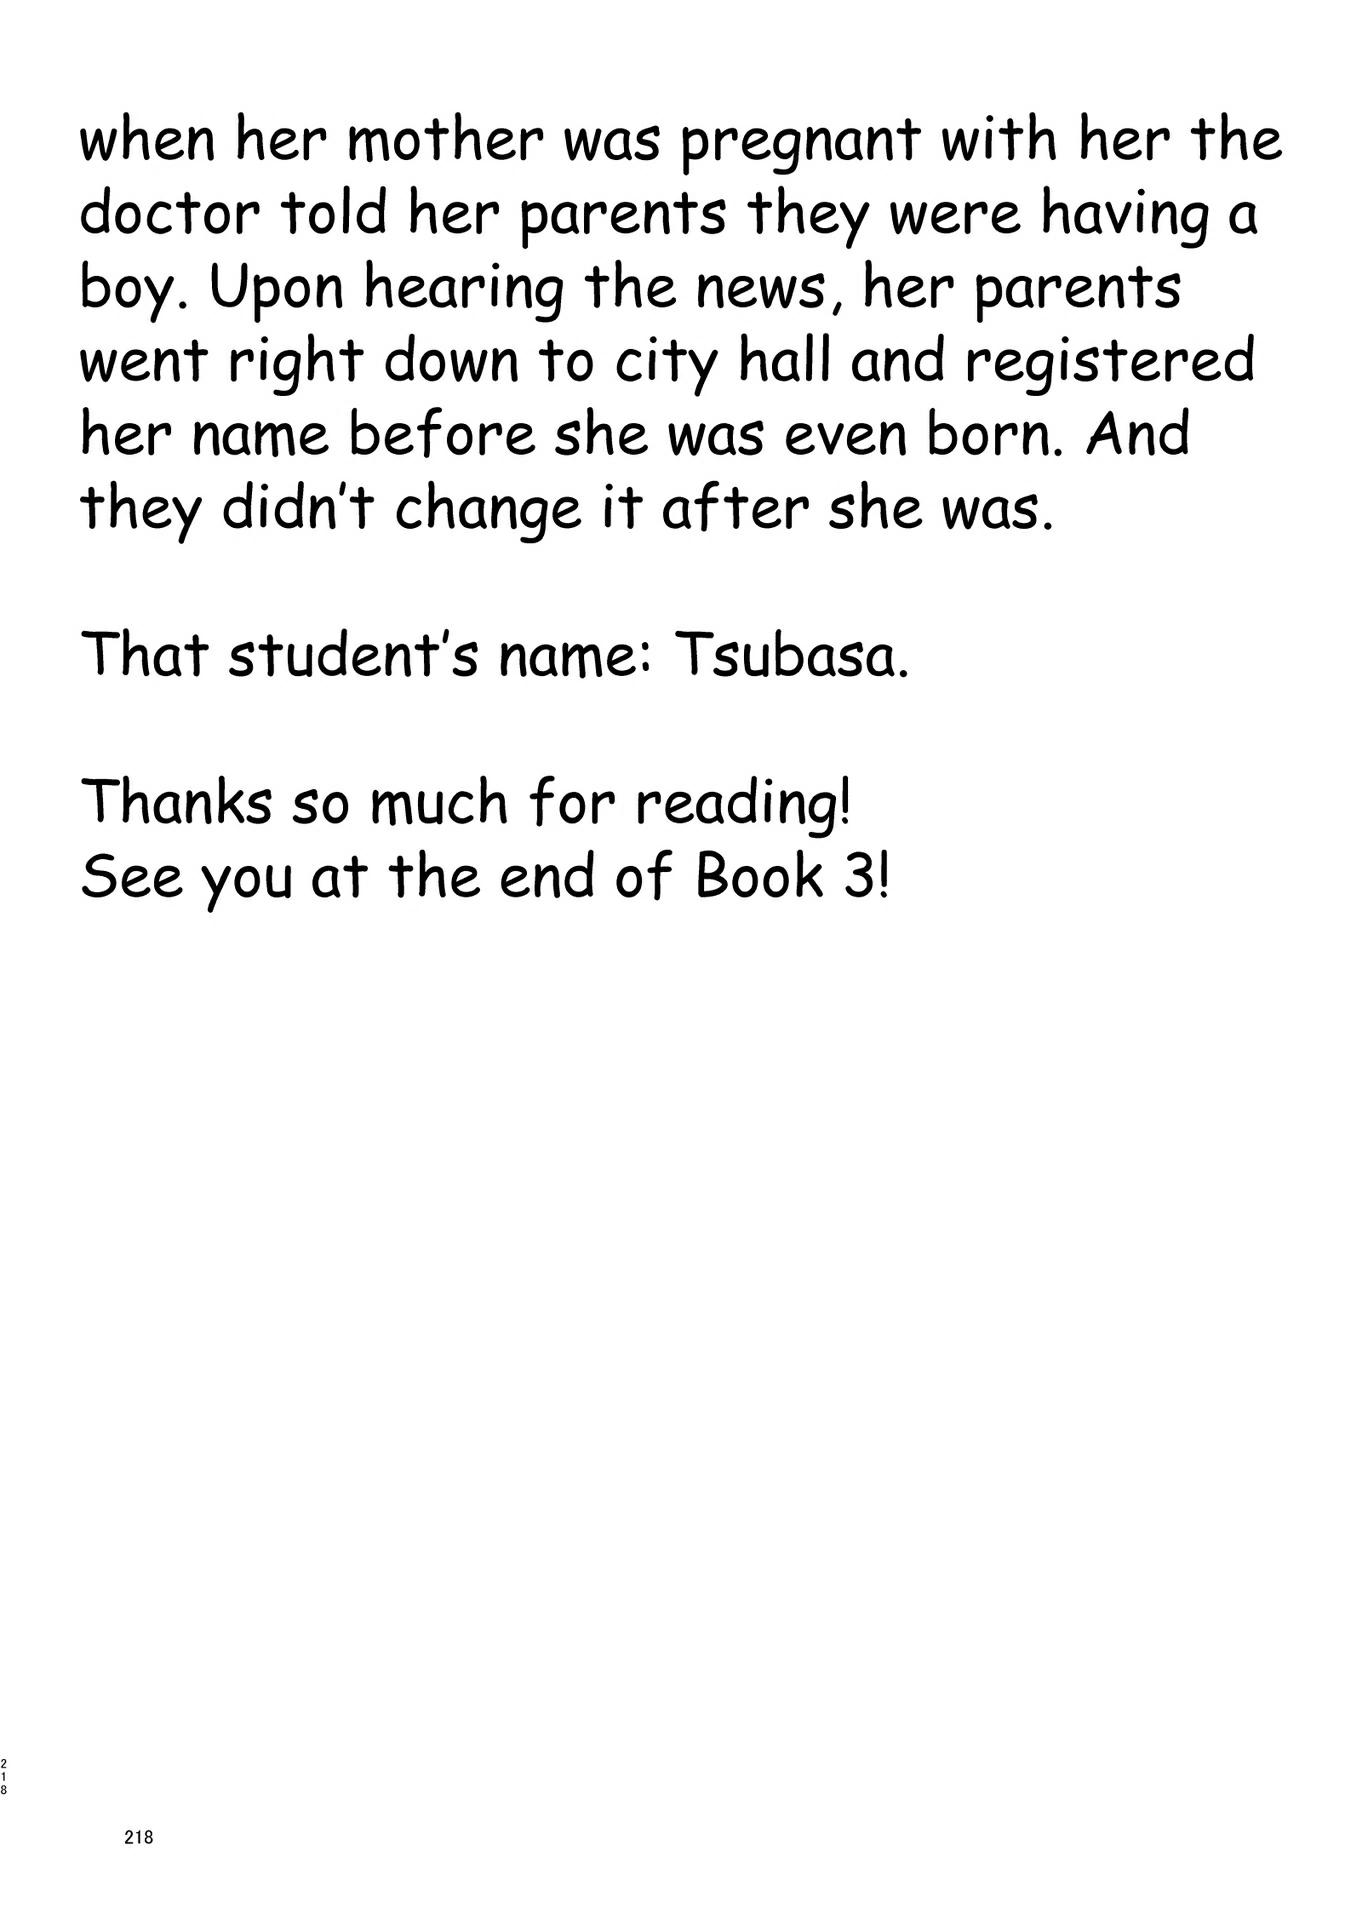 when her mother was pregnant with her the
doctor told her parents they were having a
boy. Upon hearing the news, her parents
went right down to city hall and registered
her name before she was even born. And
they didn't change it after she was.
That student's name: Tsubasa.
Thanks so much for reading!
See you at the end of Book 3!
218
218